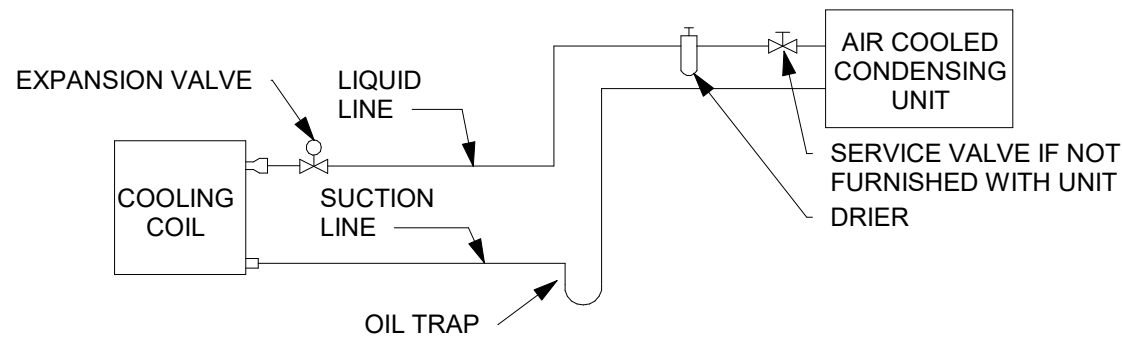 AIR COOLED
CONDENSING
UNIT
EXPANSION VALVE
LIQUID
LINE
SERVICE VALVE IF NOT
FURNISHED WITH UNIT
DRIER
COOLING
COIL
SUCTION
LINE
OIL TRAP